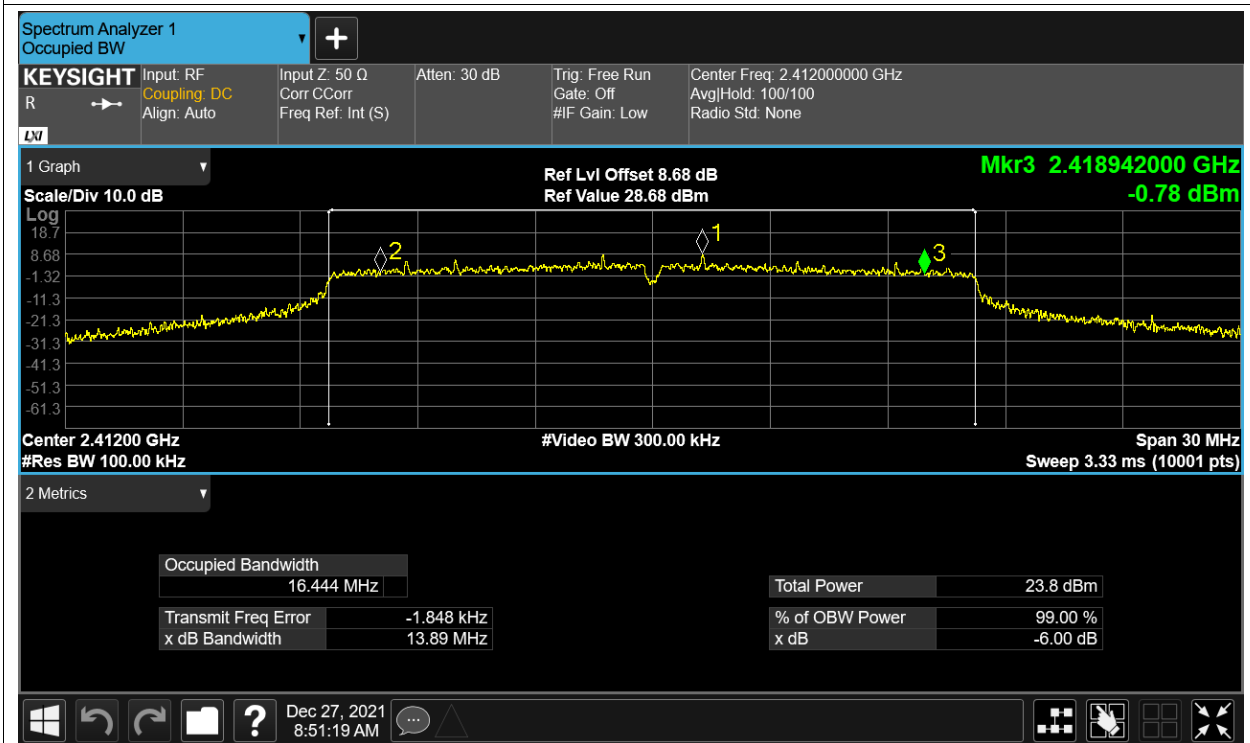 Spectrum Analyzer 1
Occupied BW
KEYSIGHT
R
LXI
Input: RF
Coupling: DC
Align: Auto
Input Z: 50 Ω
Corr CCorr
Freq Ref: Int (S)
Atten: 30 dB
Trig: Free Run
Gate: Off
#IF Gain: Low
Center Freq: 2.412000000 GHz
Avg|Hold: 100/100
Radio Std: None
1 Graph
Scale/Div 10.0 dB
Ref Lvl Offset 8.68 dB
Ref Value 28.68 dBm
Mkr3 2.418942000 GHz
-0.78 dBm
Log
18.7
8.68
-1.32
-11.3
-21.3
-31.3
-41.3
-51.3
-61.3
2
1
3
Center 2.41200 GHz
#Res BW 100.00 kHz
#Video BW 300.00 kHz
Span 30 MHz
Sweep 3.33 ms (10001 pts)
2 Metrics
Occupied Bandwidth
16.444 MHz
Transmit Freq Error -1.848 kHz
x dB Bandwidth 13.89 MHz
Total Power 23.8 dBm
% of OBW Power 99.00 %
x dB -6.00 dB
?
Dec 27, 2021
8:51:19 AM